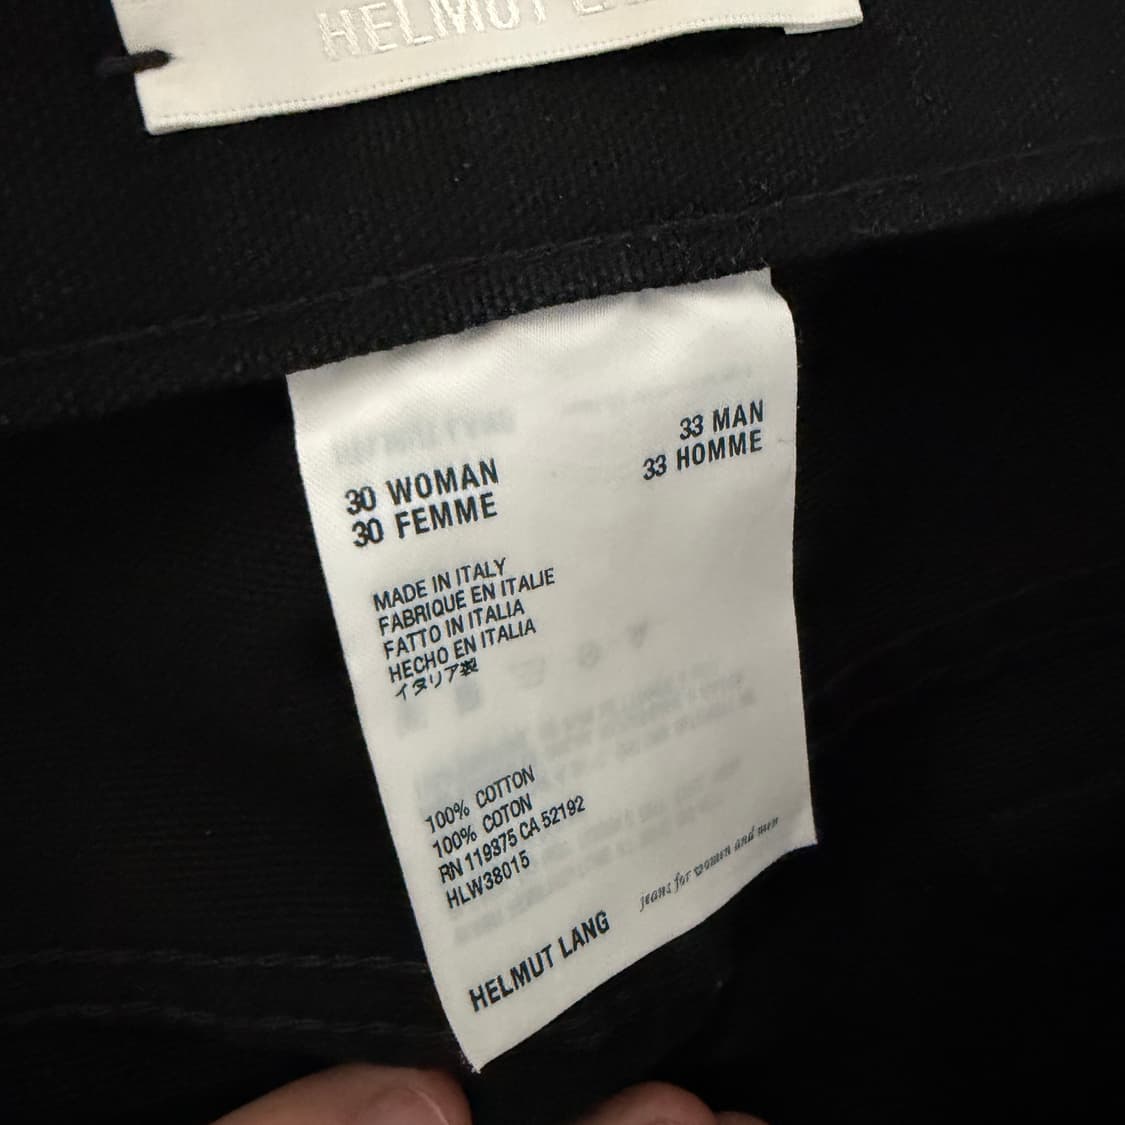 HELMUT
30 WOMAN
30 FEMME
33 MAN
33 HOMME
MADE IN ITALY
FABRIQUÉ EN ITALIE
FATTO IN ITALIA
HECHO EN ITALIA
イタリア製
100% COTTON
100% COTON
RN 119875 CA 52192
HLW38015
HELMUT LANG
jeans for women and men